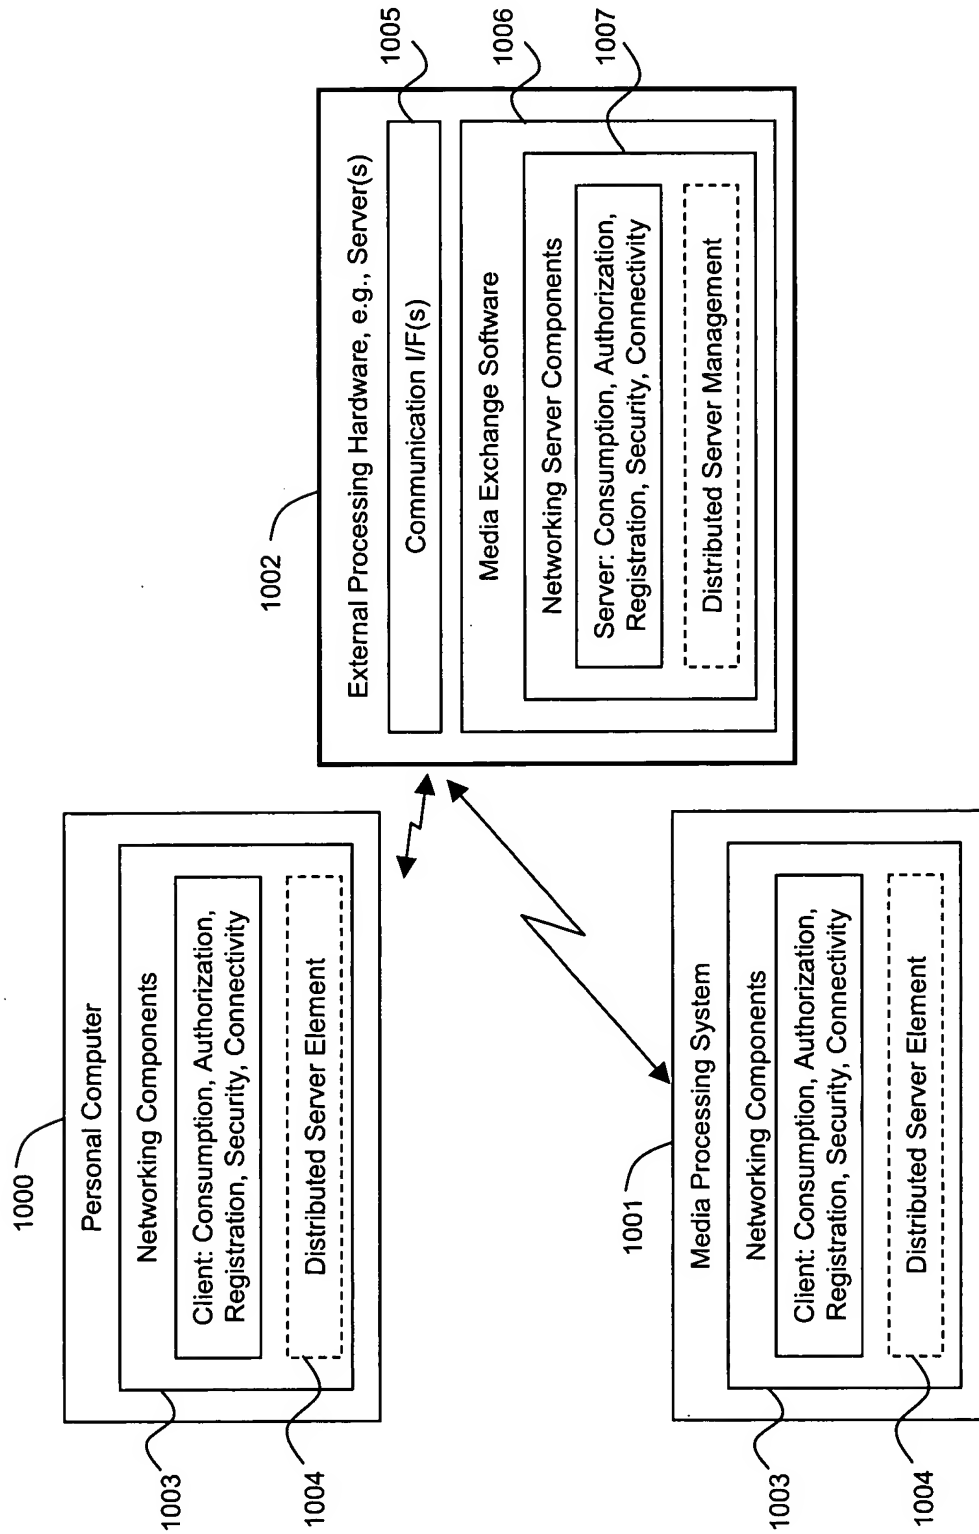 1000
Personal Computer
Networking Components
Client: Consumption, Authorization,
Registration, Security, Connectivity
Distributed Server Element
1003
1004
1002
External Processing Hardware, e.g., Server(s)
Communication I/F(s)
Media Exchange Software
Networking Server Components
Server: Consumption, Authorization,
Registration, Security, Connectivity
Distributed Server Management
1005
1006
1007
1001
Media Processing System
Networking Components
Client: Consumption, Authorization,
Registration, Security, Connectivity
Distributed Server Element
1003
1004